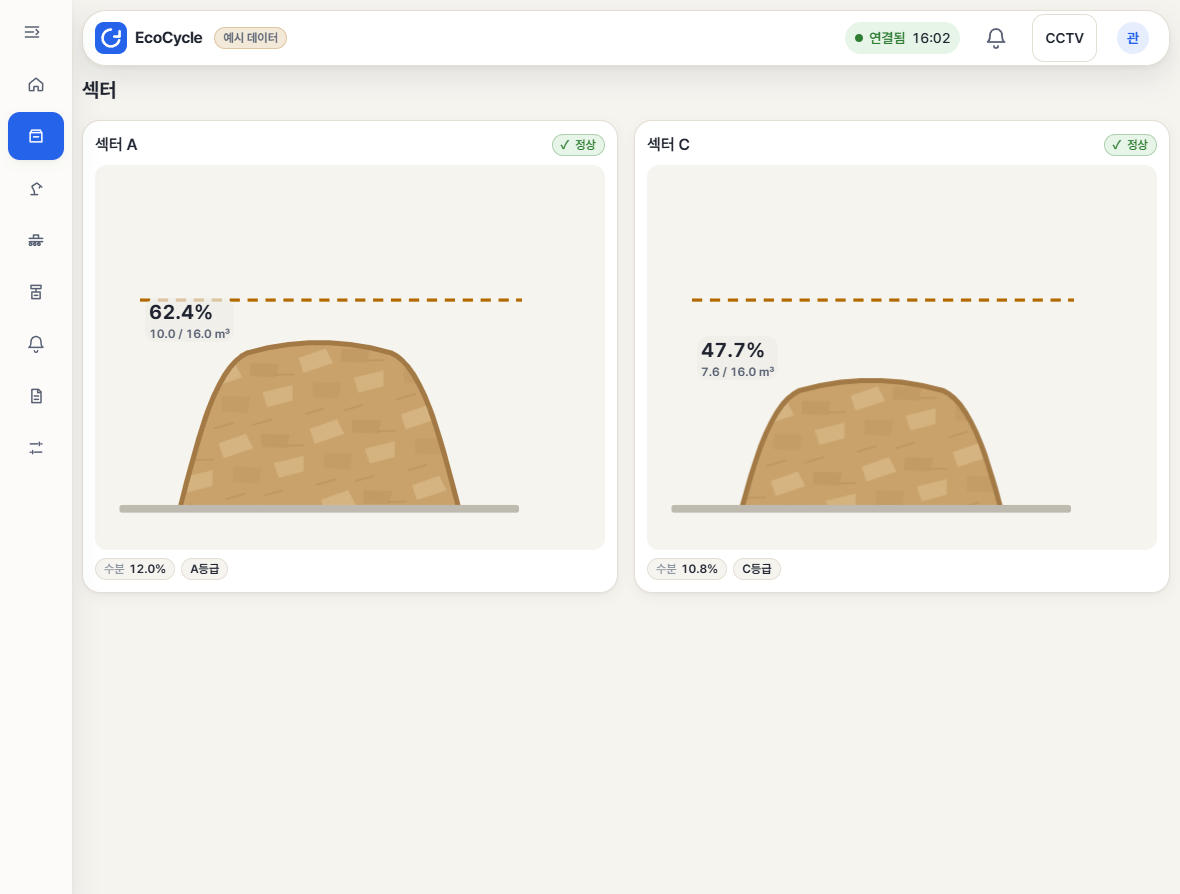 EcoCycle 예시 데이터 연결됨 16:02 CCTV 관
섹터
섹터 A ✓ 정상
62.4%
10.0 / 16.0 m³
수분 12.0% A등급
섹터 C ✓ 정상
47.7%
7.6 / 16.0 m³
수분 10.8% C등급